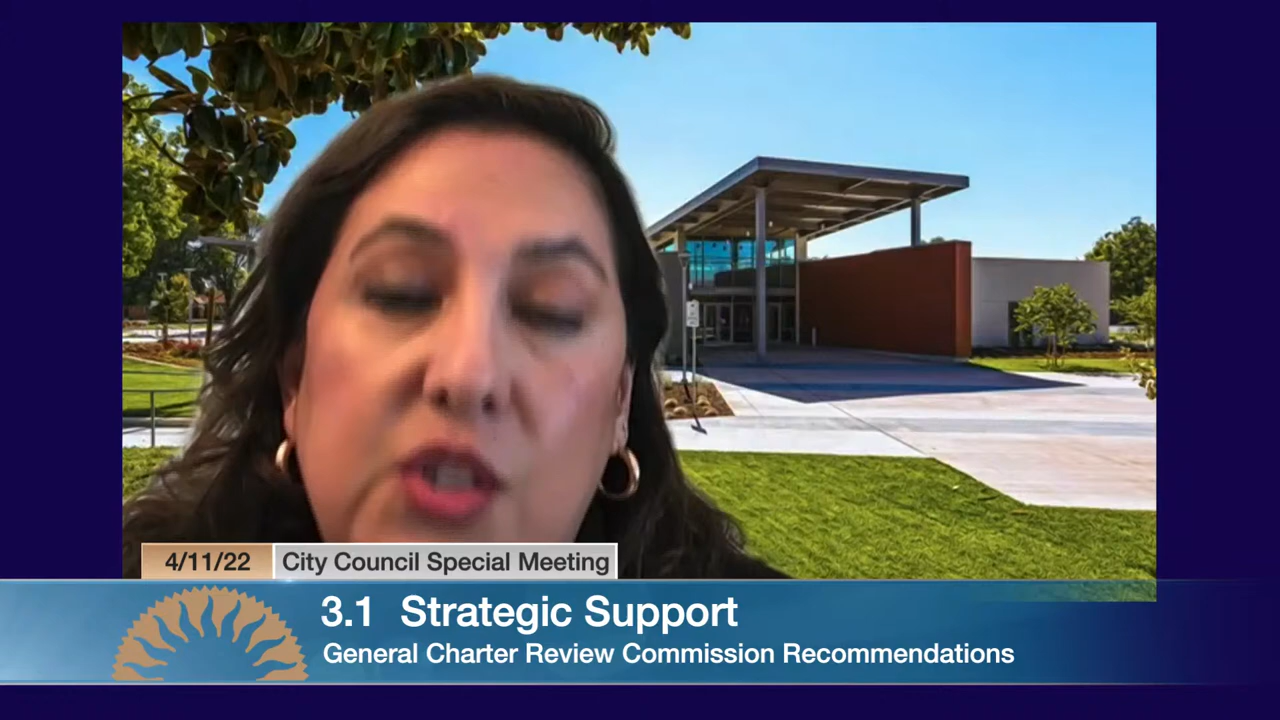 4/11/22 City Council Special Meeting
3.1 Strategic Support
General Charter Review Commission Recommendations